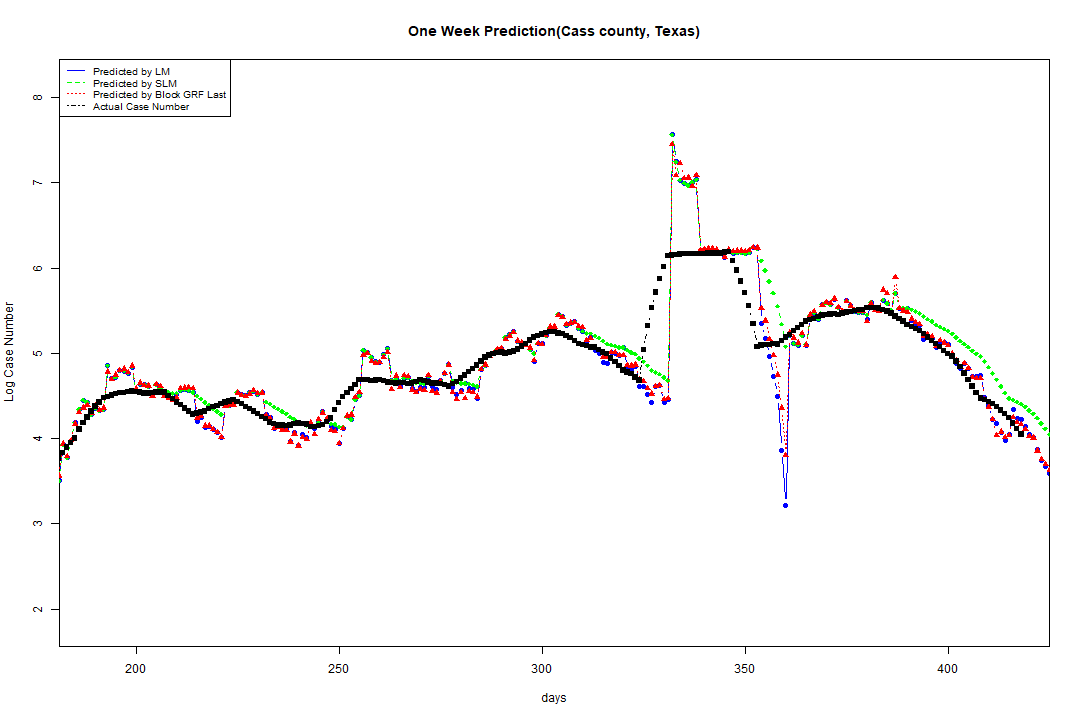 One Week Prediction(Cass county, Texas)
Predicted by LM
Predicted by SLM
Predicted by Block GRF Last
Actual Case Number
8
7
6
5
4
3
2
Log Case Number
200 250 300 350 400
days